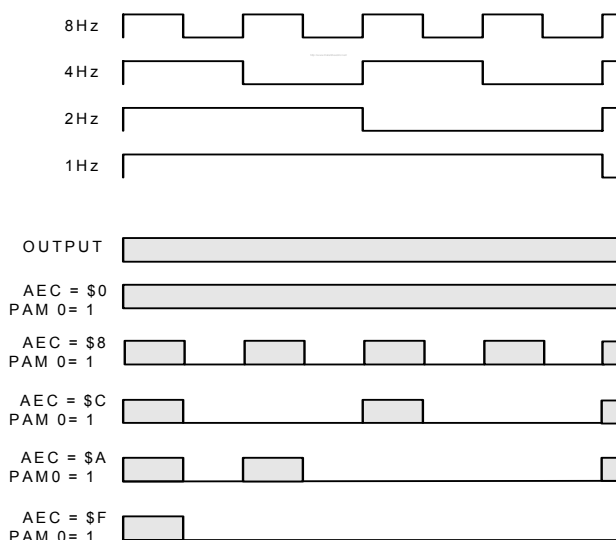 8Hz
4Hz
2Hz
1Hz
OUTPUT
AEC = $0
PAM 0= 1
AEC = $8
PAM 0= 1
AEC = $C
PAM 0= 1
AEC = $A
PAM0 = 1
AEC = $F
PAM 0= 1